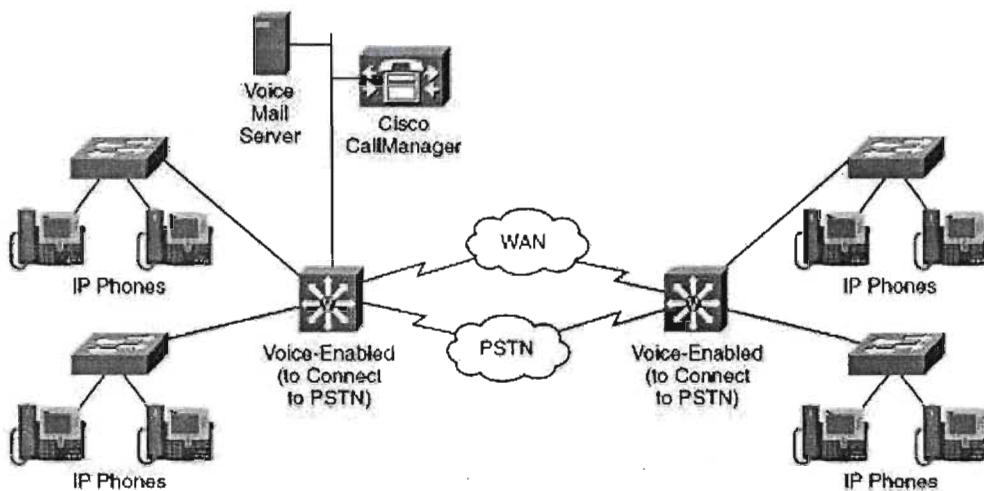 Voice
Mail
Server
Cisco
CallManager
IP Phones
WAN
IP Phones
Voice-Enabled
(to Connect
to PSTN)
PSTN
Voice-Enabled
(to Connect
to PSTN)
IP Phones
IP Phones
V
V